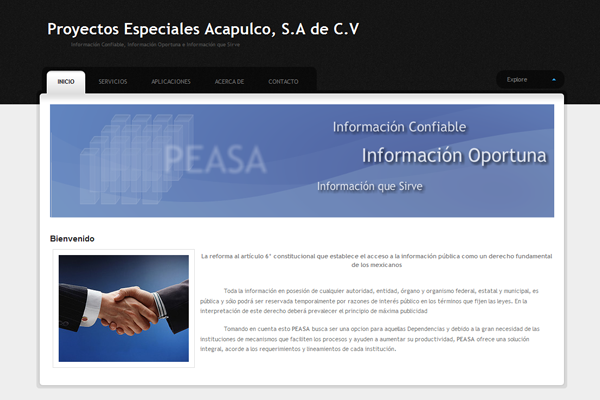 Proyectos Especiales Acapulco, S.A de C.V
Información Confiable, Información Oportuna e Información que Sirve
INICIO SERVICIOS APLICACIONES ACERCA DE CONTACTO Explore
PEASA
Información Confiable
Información Oportuna
Información que Sirve
Bienvenido
La reforma al artículo 6° constitucional que establece el acceso a la información pública como un derecho fundamental
de los mexicanos
Toda la información en posesión de cualquier autoridad, entidad, órgano y organismo federal, estatal y municipal, es
pública y sólo podrá ser reservada temporalmente por razones de interés público en los términos que fijen las leyes. En la
interpretación de este derecho deberá prevalecer el principio de máxima publicidad
Tomando en cuenta esto PEASA busca ser una opcion para aquellas Dependencias y debido a la gran necesidad de las
Instituciones de mecanismos que faciliten los procesos y ayuden a aumentar su productividad, PEASA ofrece una solución
integral, acorde a los requerimientos y lineamientos de cada institución.